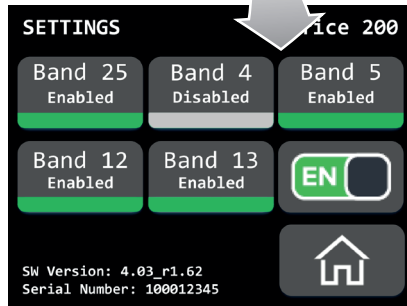 SETTINGS
ice 200
Band 25
Enabled
Band 4
Disabled
Band 5
Enabled
Band 12
Enabled
Band 13
Enabled
EN
SW Version: 4.03_r1.62
Serial Number: 100012345